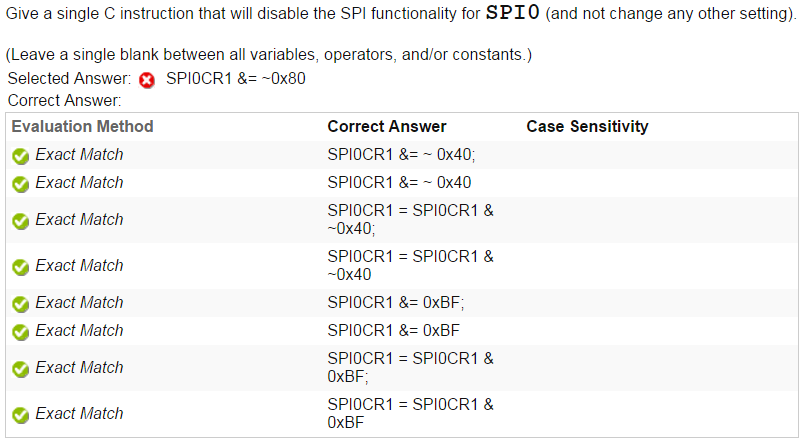 Give a single C instruction that will disable the SPI functionality for SPI0 (and not change any other setting).
(Leave a single blank between all variables, operators, and/or constants.)
Selected Answer: SPI0CR1 &= ~0x80
Correct Answer:
Evaluation Method Correct Answer Case Sensitivity
Exact Match SPI0CR1 &= ~ 0x40;
Exact Match SPI0CR1 &= ~ 0x40
Exact Match SPI0CR1 = SPI0CR1 &
~0x40;
Exact Match SPI0CR1 = SPI0CR1 &
~0x40
Exact Match SPI0CR1 &= 0xBF;
Exact Match SPI0CR1 &= 0xBF
Exact Match SPI0CR1 = SPI0CR1 &
0xBF;
Exact Match SPI0CR1 = SPI0CR1 &
0xBF